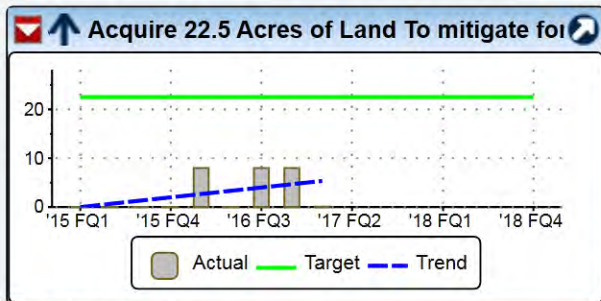 Acquire 22.5 Acres of Land To mitigate for
20
10
0
'15 FQ1 '15 FQ4 '16 FQ3 '17 FQ2 '18 FQ1 '18 FQ4
Actual Target Trend